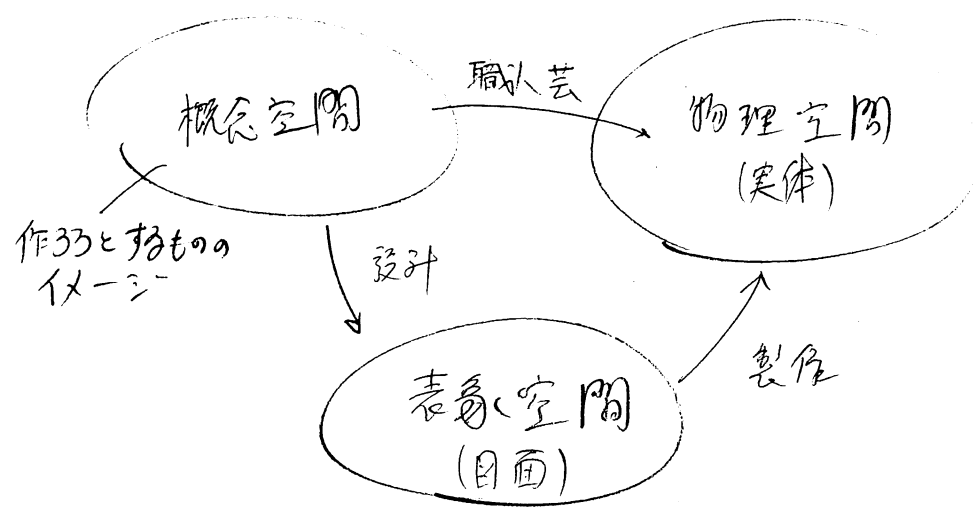 概念空間
職人芸
物理空間
(実体)
作ろうとするものの
イメージ
設計
表象空間
(図面)
製作